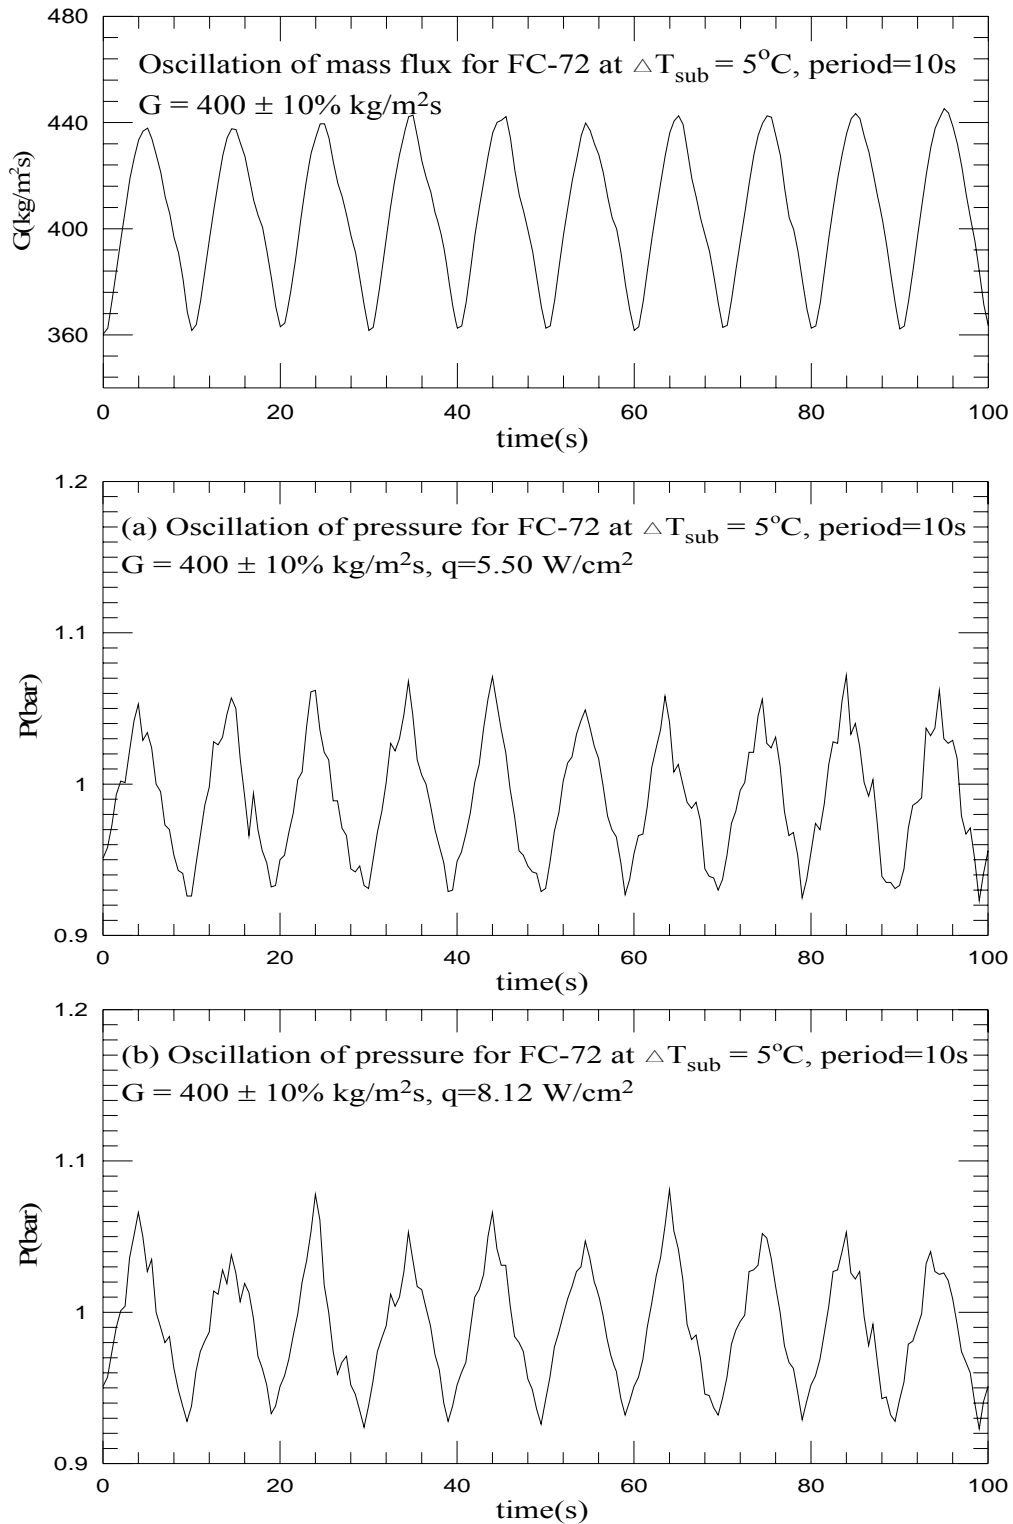 480
Oscillation of mass flux for FC-72 at △T_sub = 5°C, period=10s
G = 400 ± 10% kg/m²s
440
G(kg/m²s)
400
360
0 20 40 60 80 100
time(s)
1.2
(a) Oscillation of pressure for FC-72 at △T_sub = 5°C, period=10s
G = 400 ± 10% kg/m²s, q=5.50 W/cm²
1.1
P(bar)
1
0.9
0 20 40 60 80 100
time(s)
1.2
(b) Oscillation of pressure for FC-72 at △T_sub = 5°C, period=10s
G = 400 ± 10% kg/m²s, q=8.12 W/cm²
1.1
P(bar)
1
0.9
0 20 40 60 80 100
time(s)